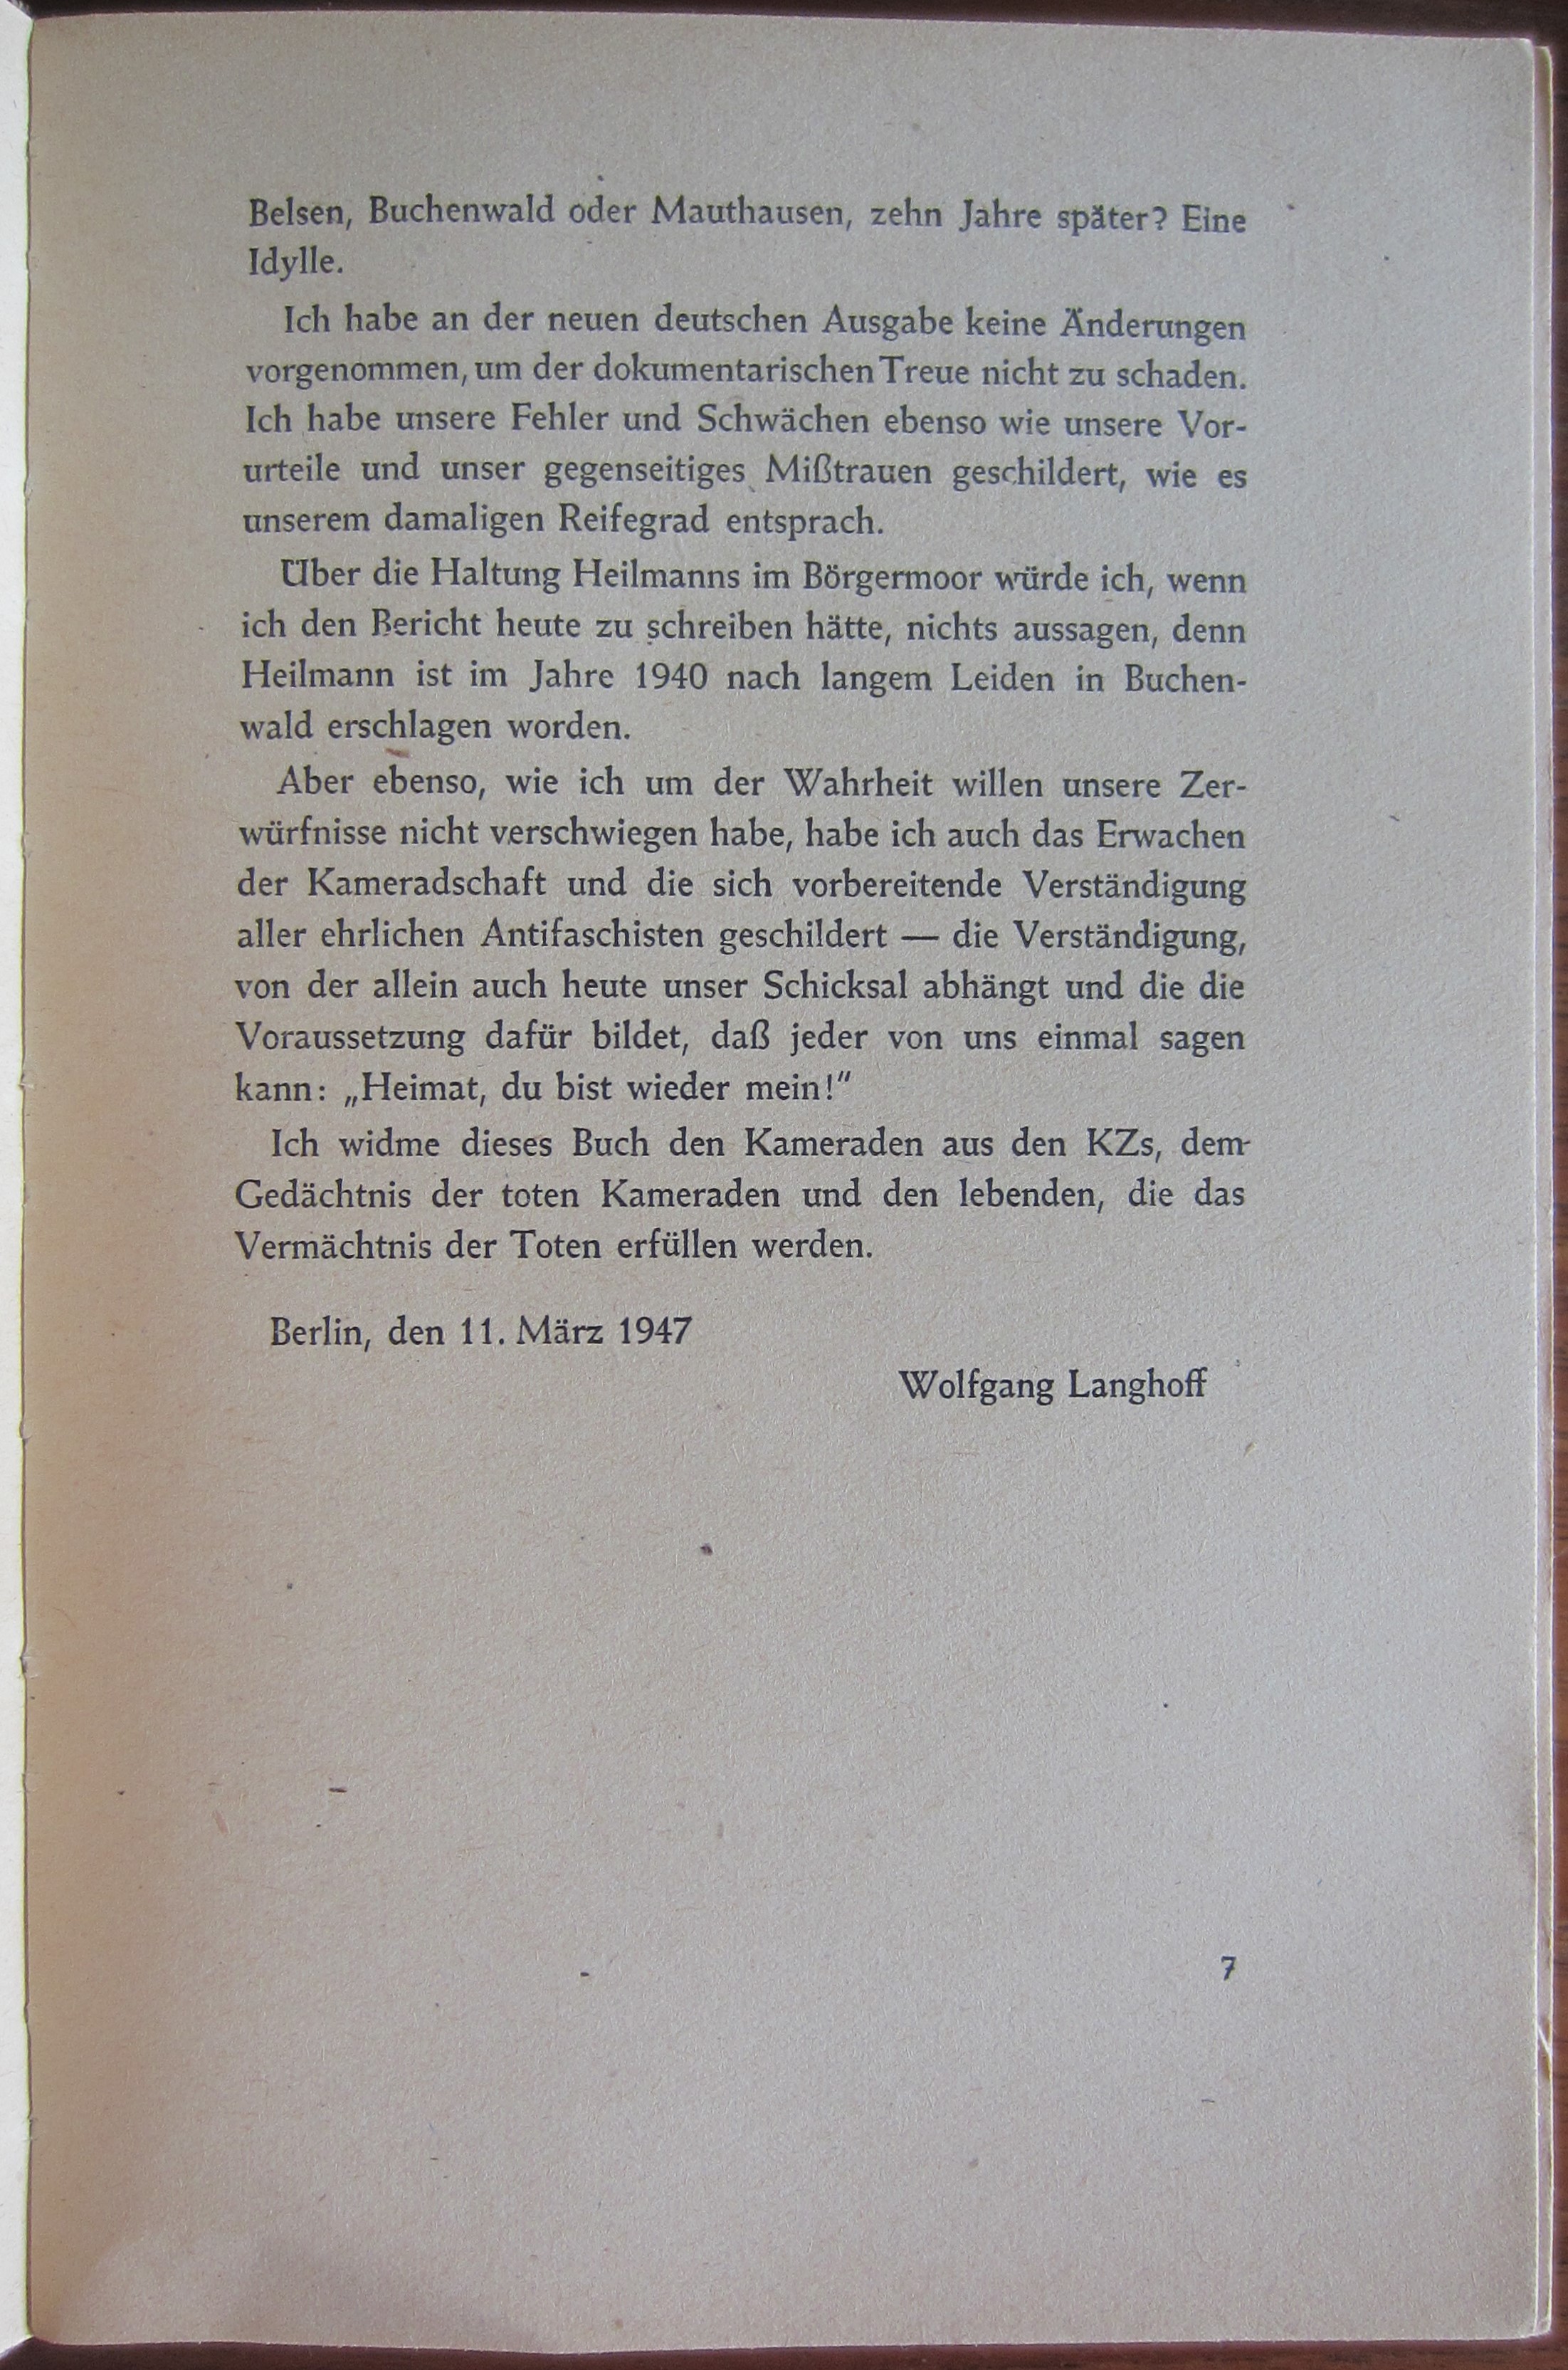 Belsen, Buchenwald oder Mauthausen, zehn Jahre später? Eine
Idylle.
Ich habe an der neuen deutschen Ausgabe keine Änderungen
vorgenommen, um der dokumentarischen Treue nicht zu schaden.
Ich habe unsere Fehler und Schwächen ebenso wie unsere Vor-
urteile und unser gegenseitiges Mißtrauen geschildert, wie es
unserem damaligen Reifegrad entsprach.
Über die Haltung Heilmanns im Börgermoor würde ich, wenn
ich den Bericht heute zu schreiben hätte, nichts aussagen, denn
Heilmann ist im Jahre 1940 nach langem Leiden in Buchen-
wald erschlagen worden.
Aber ebenso, wie ich um der Wahrheit willen unsere Zer-
würfnisse nicht verschwiegen habe, habe ich auch das Erwachen
der Kameradschaft und die sich vorbereitende Verständigung
aller ehrlichen Antifaschisten geschildert — die Verständigung,
von der allein auch heute unser Schicksal abhängt und die die
Voraussetzung dafür bildet, daß jeder von uns einmal sagen
kann: „Heimat, du bist wieder mein!"
Ich widme dieses Buch den Kameraden aus den KZs, dem
Gedächtnis der toten Kameraden und den lebenden, die das
Vermächtnis der Toten erfüllen werden.
Berlin, den 11. März 1947
Wolfgang Langhoff
7